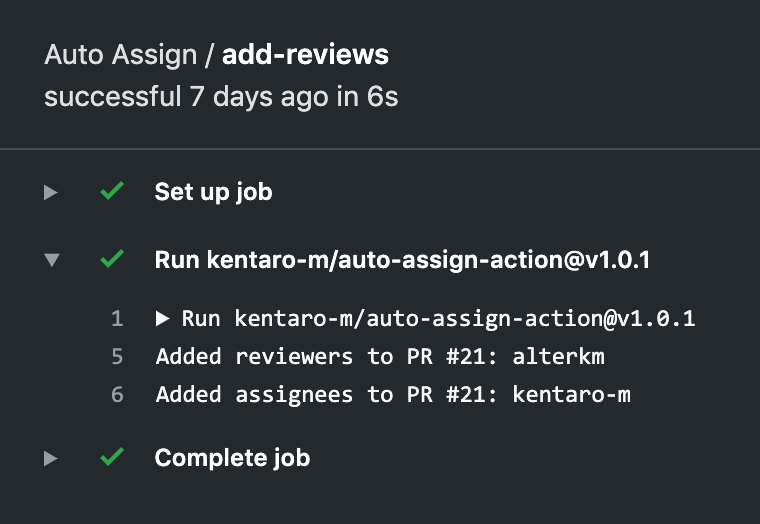 Auto Assign / add-reviews
successful 7 days ago in 6s
Set up job
Run kentaro-m/auto-assign-action@v1.0.1
1 Run kentaro-m/auto-assign-action@v1.0.1
5 Added reviewers to PR #21: alterkm
6 Added assignees to PR #21: kentaro-m
Complete job